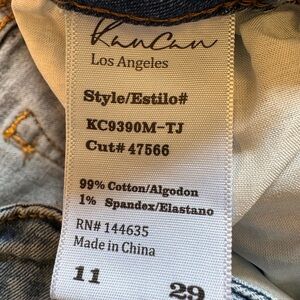 KanCan
Los Angeles
Style/Estilo#
KC9390M-TJ
Cut# 47566
99% Cotton/Algodon
1% Spandex/Elastano
RN# 144635
Made in China
11 29